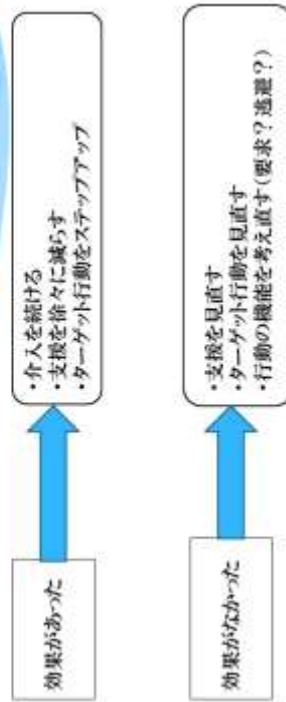 効果があった
・介入を続ける
・支援を徐々に減らす
・ターゲット行動をステップアップ
効果がなかった
・支援を見直す
・ターゲット行動を見直す
・行動の機能を考え直す(要求？逃避？)